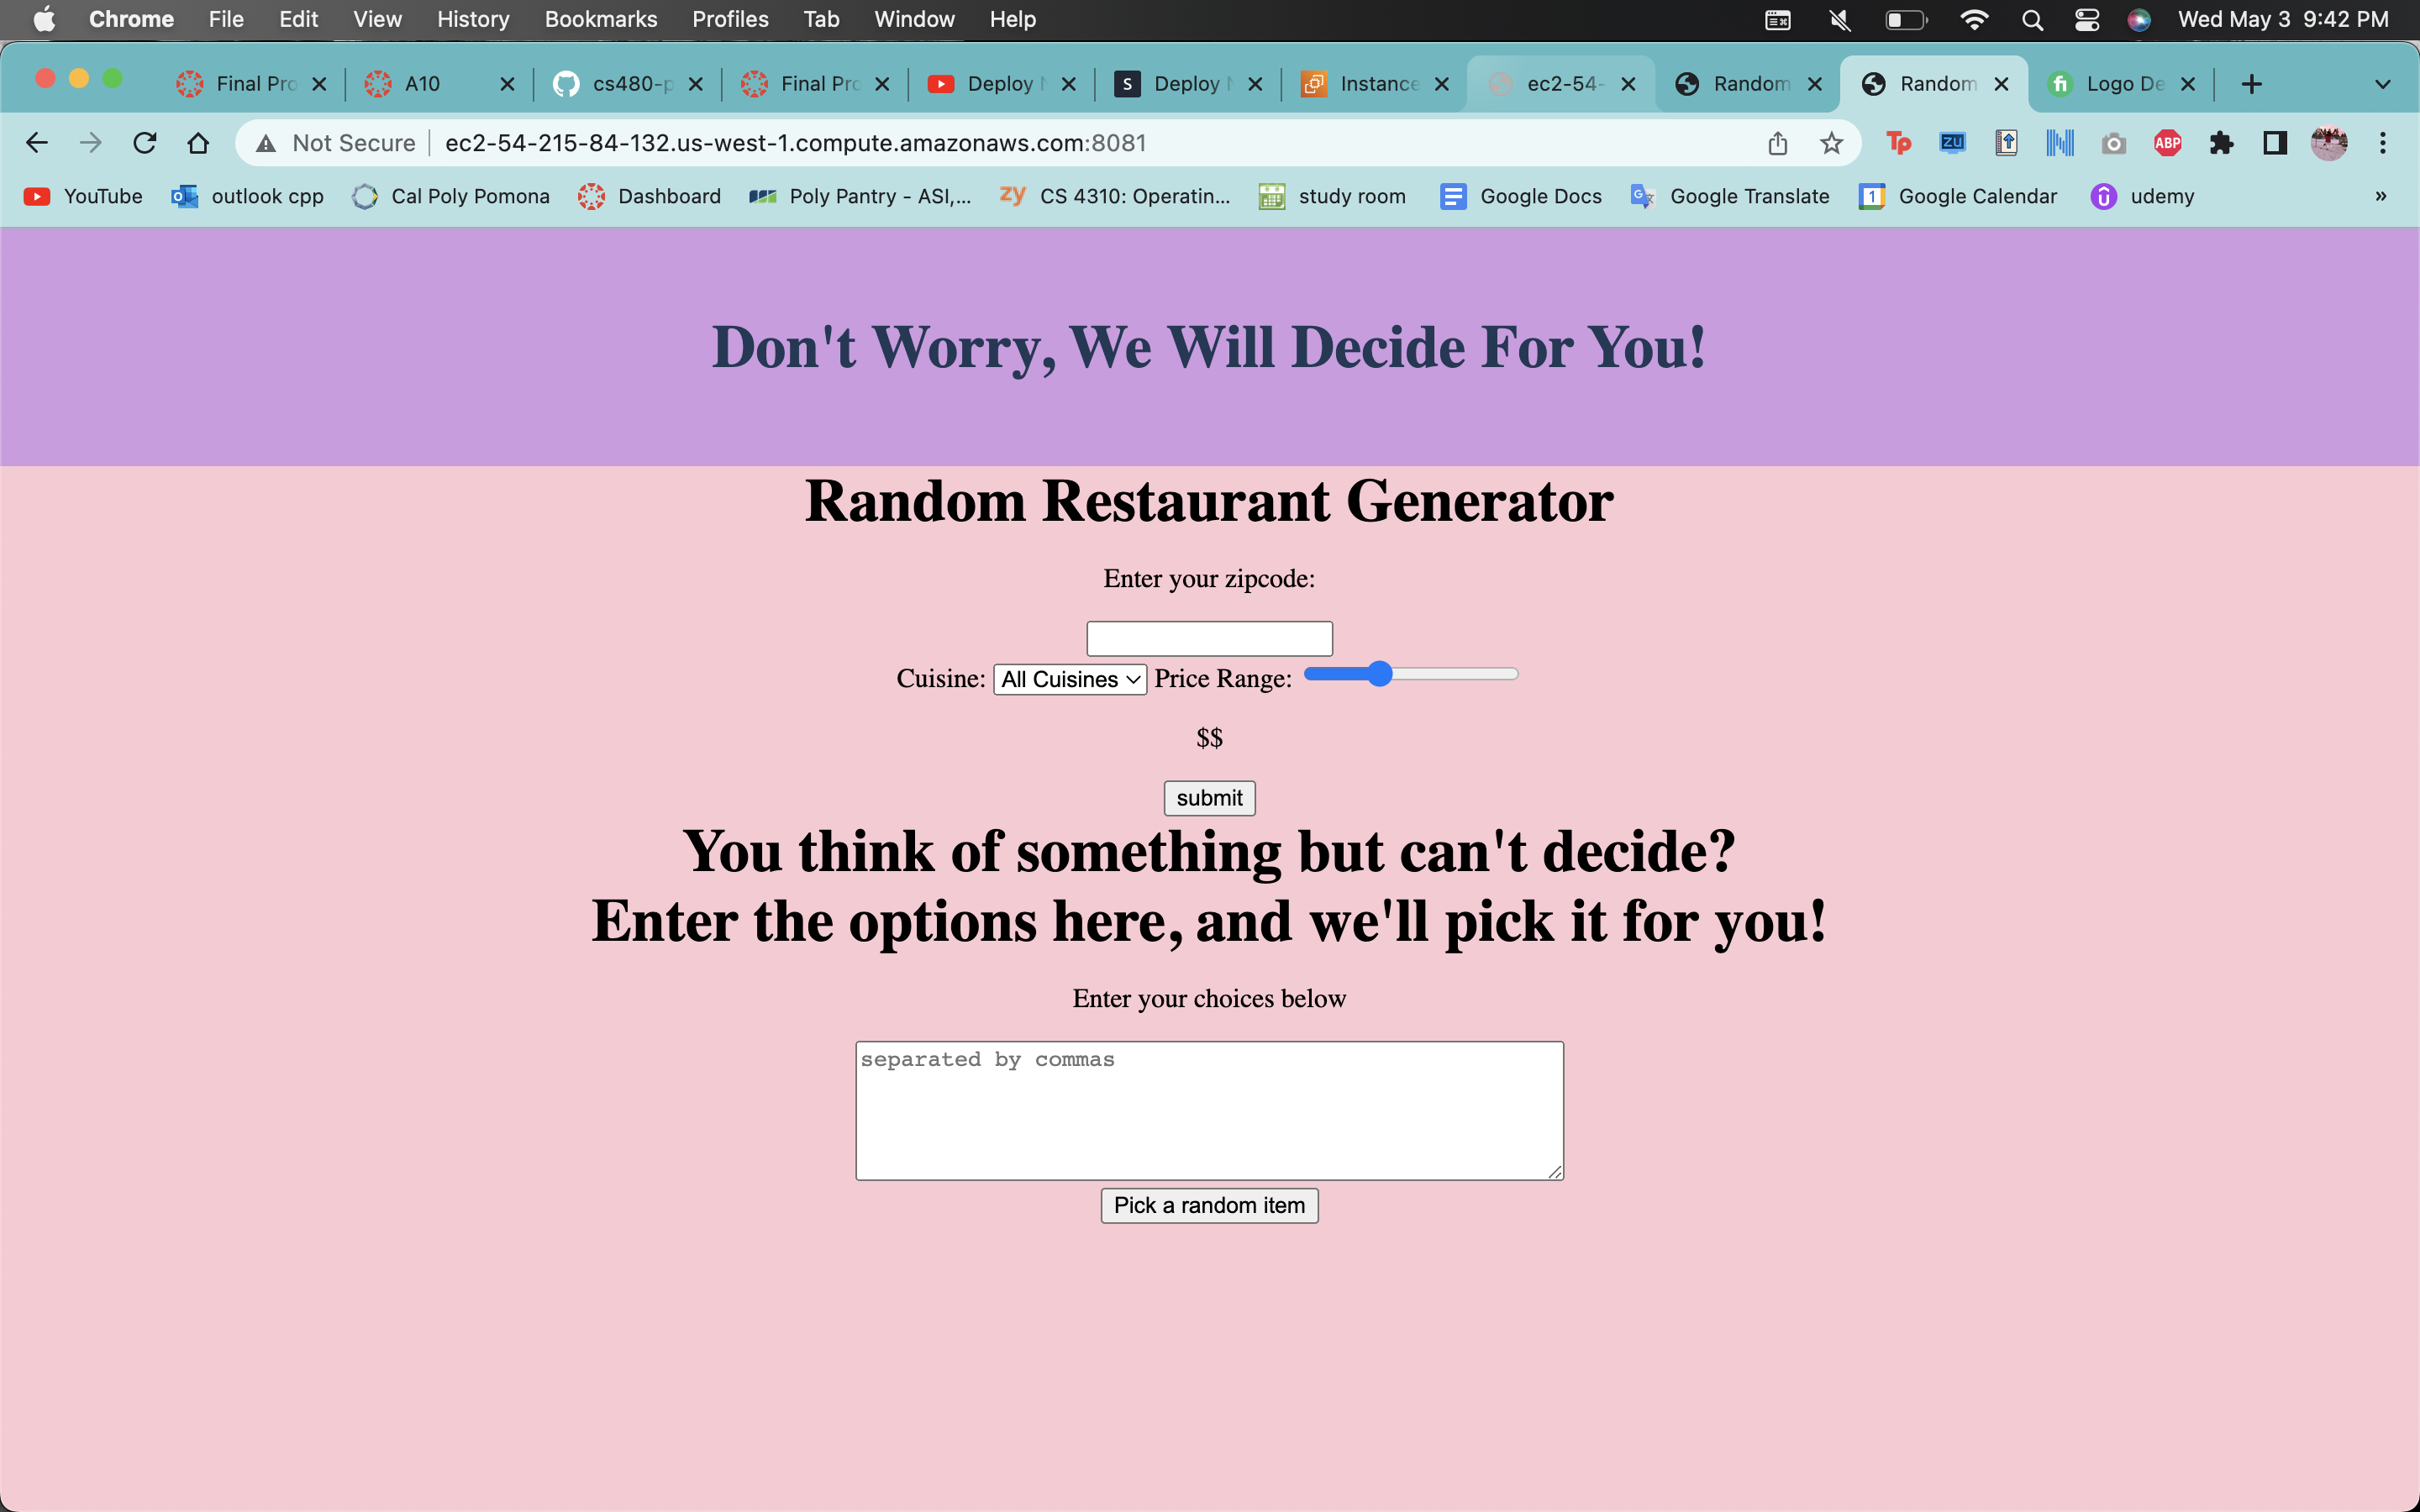 Chrome File Edit View History Bookmarks Profiles Tab Window Help Wed May 3 9:42 PM
Final Pro A10 cs480-p Final Pro Deploy N S Deploy N Instance ec2-54- Random Random fi Logo De
Not Secure ec2-54-215-84-132.us-west-1.compute.amazonaws.com:8081 Tp ZU ABP
YouTube outlook cpp Cal Poly Pomona Dashboard Poly Pantry - ASI,... zy CS 4310: Operatin... study room Google Docs Google Translate 1 Google Calendar udemy »
Don't Worry, We Will Decide For You!
Random Restaurant Generator
Enter your zipcode:
Cuisine: All Cuisines Price Range:
$$
submit
You think of something but can't decide?
Enter the options here, and we'll pick it for you!
Enter your choices below
separated by commas
Pick a random item